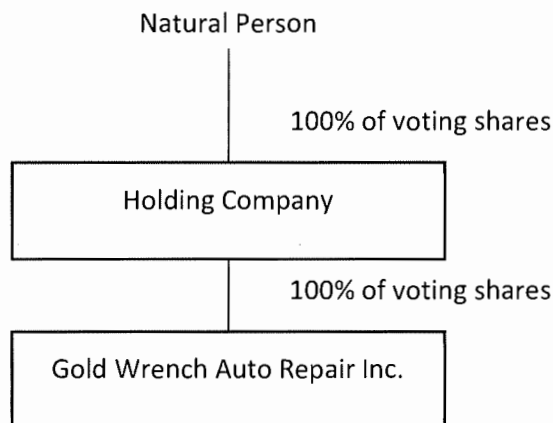 Natural Person
100% of voting shares
Holding Company
100% of voting shares
Gold Wrench Auto Repair Inc.